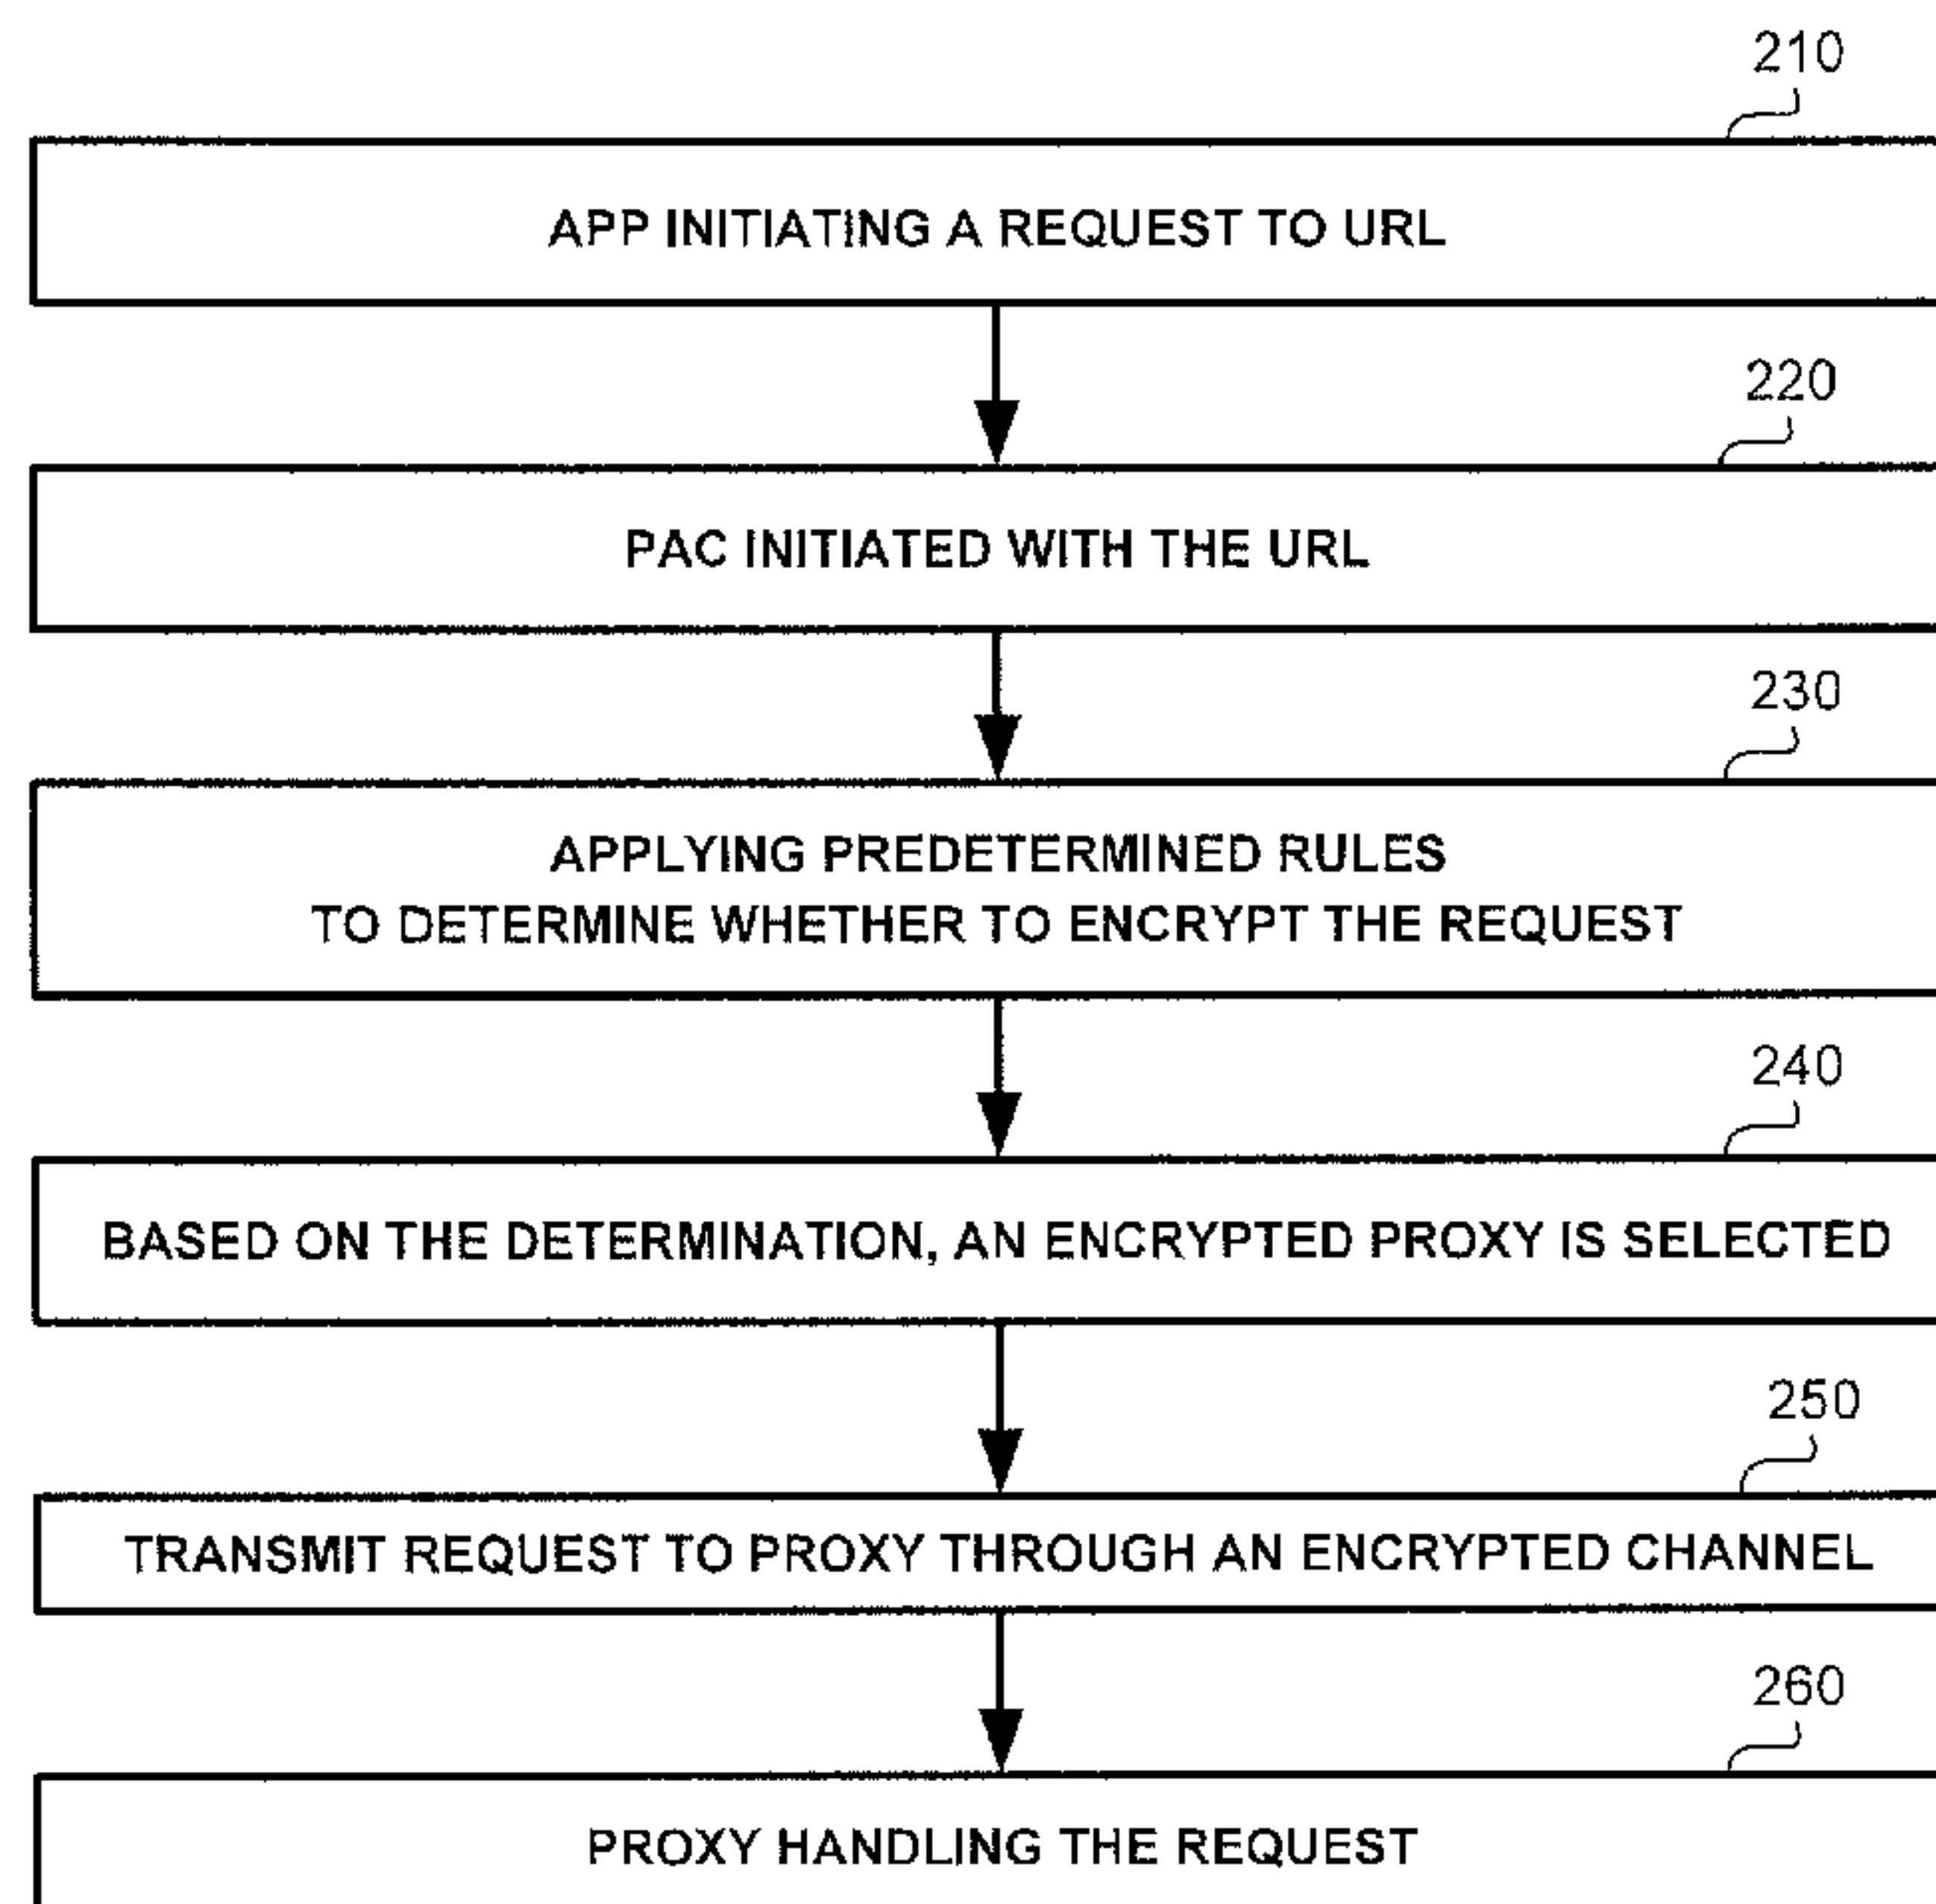 210
APP INITIATING A REQUEST TO URL
220
PAC INITIATED WITH THE URL
230
APPLYING PREDETERMINED RULES
TO DETERMINE WHETHER TO ENCRYPT THE REQUEST
240
BASED ON THE DETERMINATION, AN ENCRYPTED PROXY IS SELECTED
250
TRANSMIT REQUEST TO PROXY THROUGH AN ENCRYPTED CHANNEL
260
PROXY HANDLING THE REQUEST